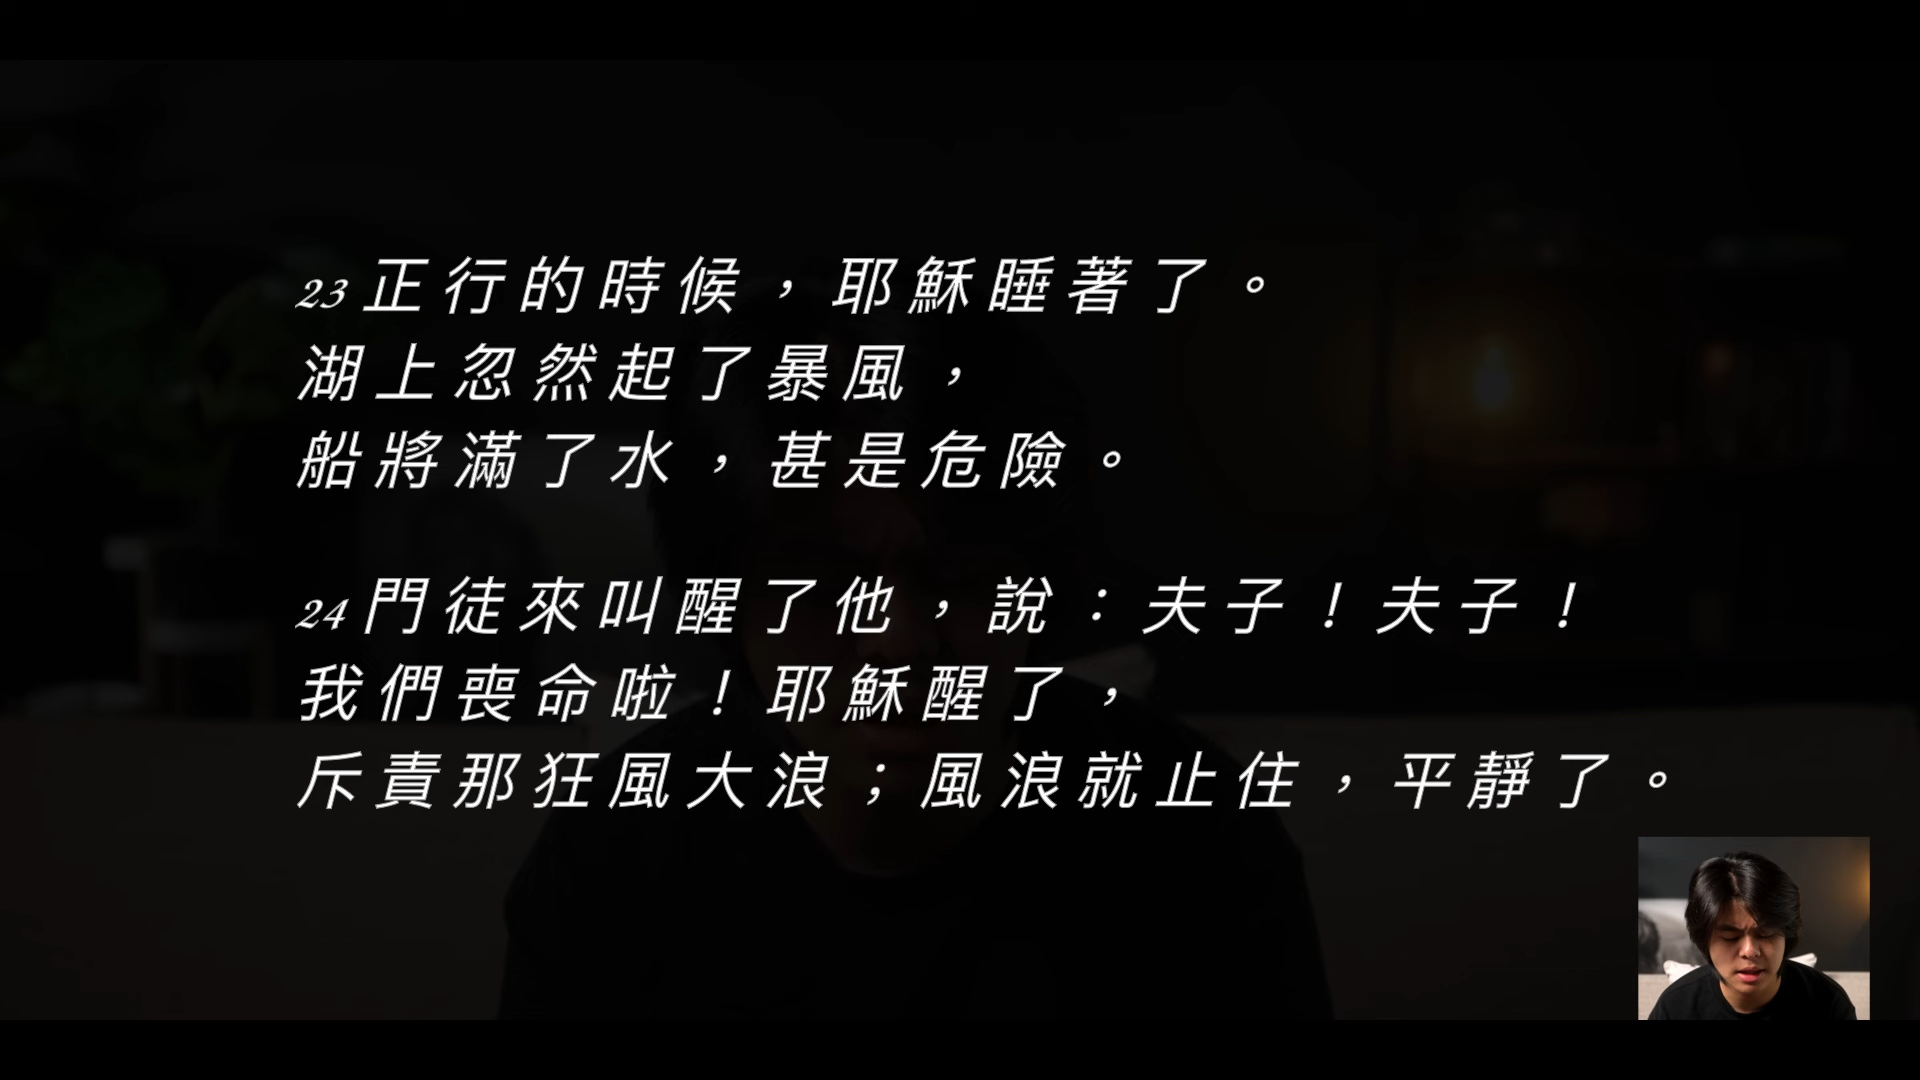 23 正行的時候，耶穌睡著了。
湖上忽然起了暴風，
船將滿了水，甚是危險。
24 門徒來叫醒了他，說：夫子！夫子！
我們喪命啦！耶穌醒了，
斥責那狂風大浪；風浪就止住，平靜了。